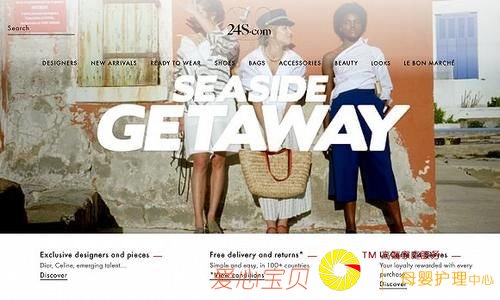 24S.com
Search
DESIGNERS NEW ARRIVALS READY TO WEAR SHOES BAGS ACCESSORIES BEAUTY LOOKS LE BON MARCHÉ
SEASIDE
GETAWAY
Exclusive designers and pieces
Dior, Celine, emerging talent...
Discover
Free delivery and returns*
Simple and easy, in 100+ countries.
*View conditions
Your loyalty rewarded with every
purchase
Discover
爱心宝贝
TM
母婴护理中心